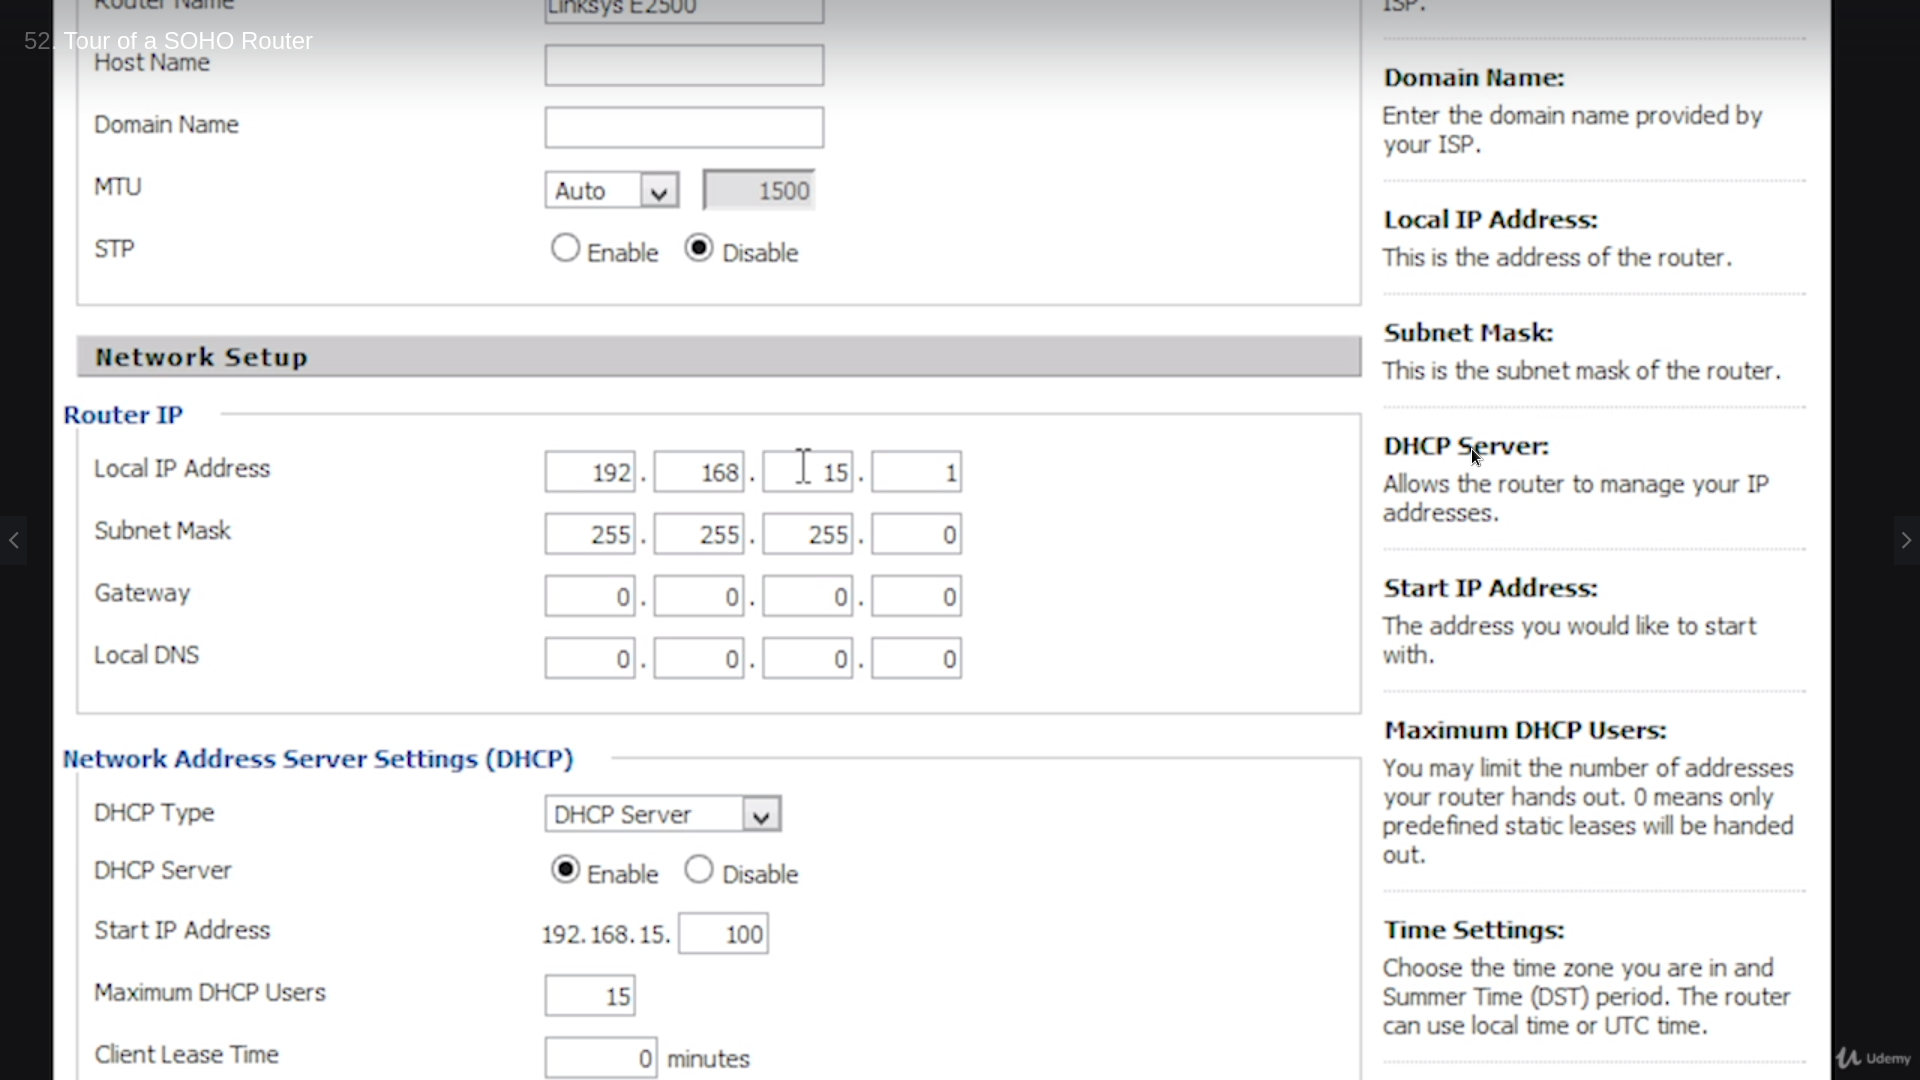 Router Name
Linksys E2500
52. Tour of a SOHO Router
Host Name
Domain Name
MTU
Auto
1500
STP
Enable
Disable
Network Setup
Router IP
Local IP Address
192 . 168 . 15 . 1
Subnet Mask
255 . 255 . 255 . 0
Gateway
0 . 0 . 0 . 0
Local DNS
0 . 0 . 0 . 0
Network Address Server Settings (DHCP)
DHCP Type
DHCP Server
DHCP Server
Enable
Disable
Start IP Address
192.168.15. 100
Maximum DHCP Users
15
Client Lease Time
0 minutes
ISP.
Domain Name:
Enter the domain name provided by
your ISP.
Local IP Address:
This is the address of the router.
Subnet Mask:
This is the subnet mask of the router.
DHCP Server:
Allows the router to manage your IP
addresses.
Start IP Address:
The address you would like to start
with.
Maximum DHCP Users:
You may limit the number of addresses
your router hands out. 0 means only
predefined static leases will be handed
out.
Time Settings:
Choose the time zone you are in and
Summer Time (DST) period. The router
can use local time or UTC time.
Udemy